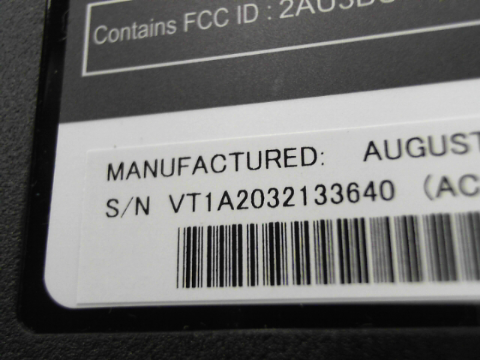 Contains FCC ID :
MANUFACTURED: AUGUST
S/N VT1A2032133640 (AC